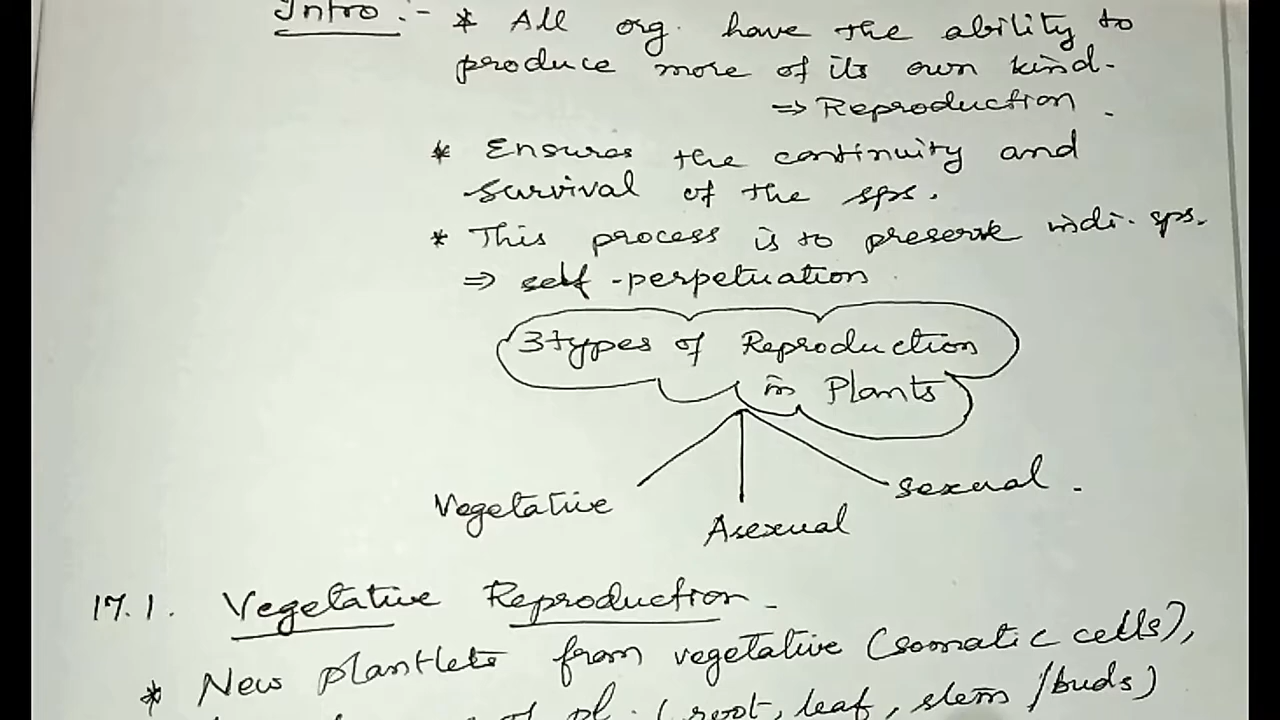 Intro :- * All org. have the ability to
produce more of its own kind.
⇒ Reproduction.
* Ensures the continuity and
survival of the sps.
* This process is to preserve indi. sps.
⇒ self-perpetuation
3 types of Reproduction
in Plants
Vegetative
Asexual
Sexual.
17.1. Vegetative Reproduction -
* New plantlets from vegetative (somatic cells),
of pl. (root, leaf, stem / buds)